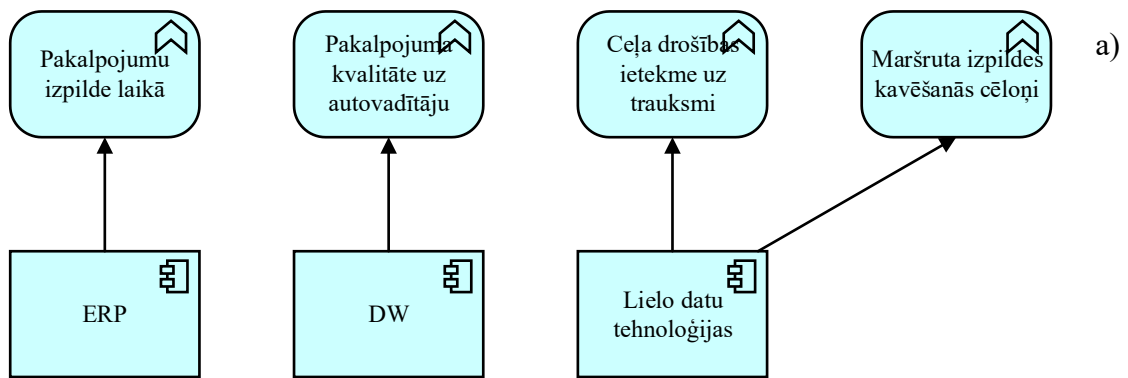 Pakalpojumu
izpilde laikā
Pakalpojuma
kvalitāte uz
autovadītāju
Ceļa drošības
ietekme uz
trauksmi
Maršruta izpildes
kavēšanās cēloņi
a)
ERP
DW
Lielo datu
tehnoloģijas